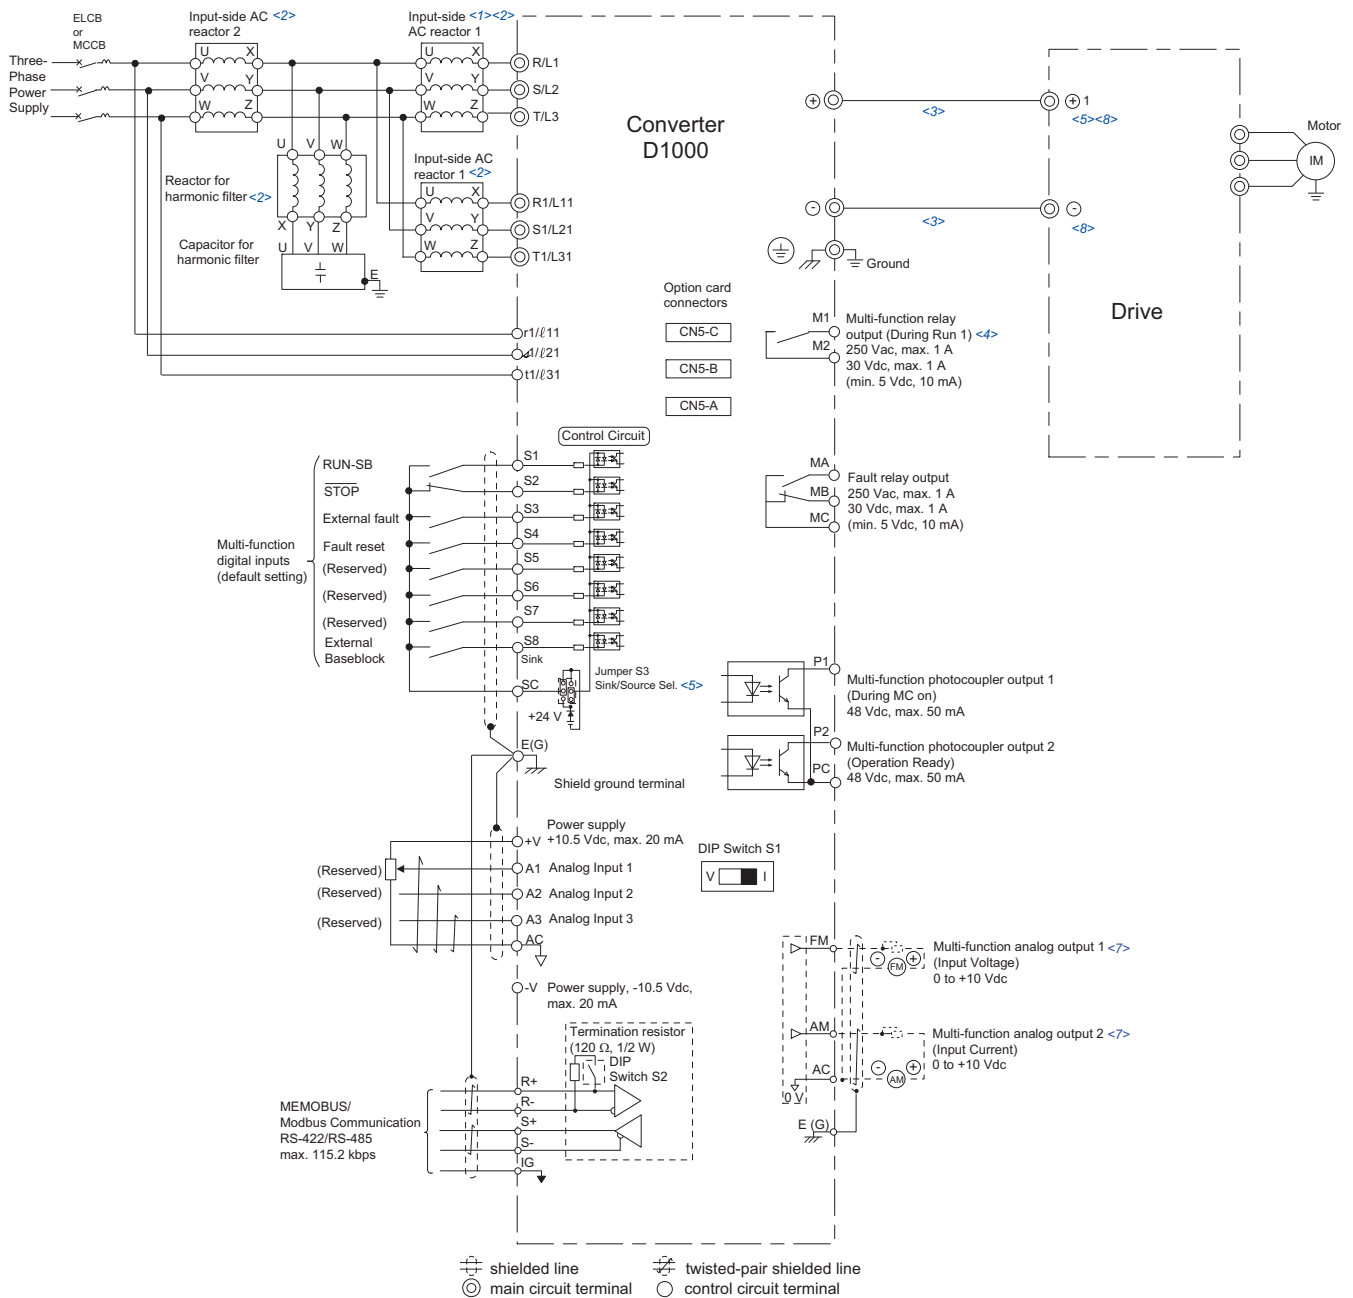 ELCB
or
MCCB
Input-side AC <2>
reactor 2
Input-side <1><2>
AC reactor 1
Three-
Phase
Power
Supply
U X
V Y
W Z
U X
V Y
W Z
R/L1
S/L2
T/L3
Converter
D1000
+
<3>
+ 1
<5><8>
Motor
IM
U V W
Reactor for
harmonic filter <2>
X Y Z
Input-side AC
reactor 1 <2>
U X
V Y
W Z
R1/L11
S1/L21
T1/L31
-
<3>
-
<8>
Capacitor for
harmonic filter
U V W
E
Ground
Drive
Option card
connectors
CN5-C
CN5-B
CN5-A
r1/ℓ11
1/ℓ21
t1/ℓ31
M1
M2
Multi-function relay
output (During Run 1) <4>
250 Vac, max. 1 A
30 Vdc, max. 1 A
(min. 5 Vdc, 10 mA)
Control Circuit
Multi-function
digital inputs
(default setting)
RUN-SB
STOP
External fault
Fault reset
(Reserved)
(Reserved)
(Reserved)
External
Baseblock
S1
S2
S3
S4
S5
S6
S7
S8
Sink
SC
+24 V
Jumper S3
Sink/Source Sel. <5>
MA
MB
MC
Fault relay output
250 Vac, max. 1 A
30 Vdc, max. 1 A
(min. 5 Vdc, 10 mA)
P1
Multi-function photocoupler output 1
(During MC on)
48 Vdc, max. 50 mA
P2
PC
Multi-function photocoupler output 2
(Operation Ready)
48 Vdc, max. 50 mA
E(G)
Shield ground terminal
Power supply
+V +10.5 Vdc, max. 20 mA
(Reserved)
A1 Analog Input 1
(Reserved)
A2 Analog Input 2
(Reserved)
A3 Analog Input 3
AC
-V Power supply, -10.5 Vdc,
max. 20 mA
DIP Switch S1
V I
FM
- FM +
Multi-function analog output 1 <7>
(Input Voltage)
0 to +10 Vdc
AM
AC
- AM +
Multi-function analog output 2 <7>
(Input Current)
0 to +10 Vdc
0 V
E (G)
Termination resistor
(120 Ω, 1/2 W)
DIP
Switch S2
MEMOBUS/
Modbus Communication
RS-422/RS-485
max. 115.2 kbps
R+
R-
S+
S-
IG
shielded line
twisted-pair shielded line
main circuit terminal
control circuit terminal